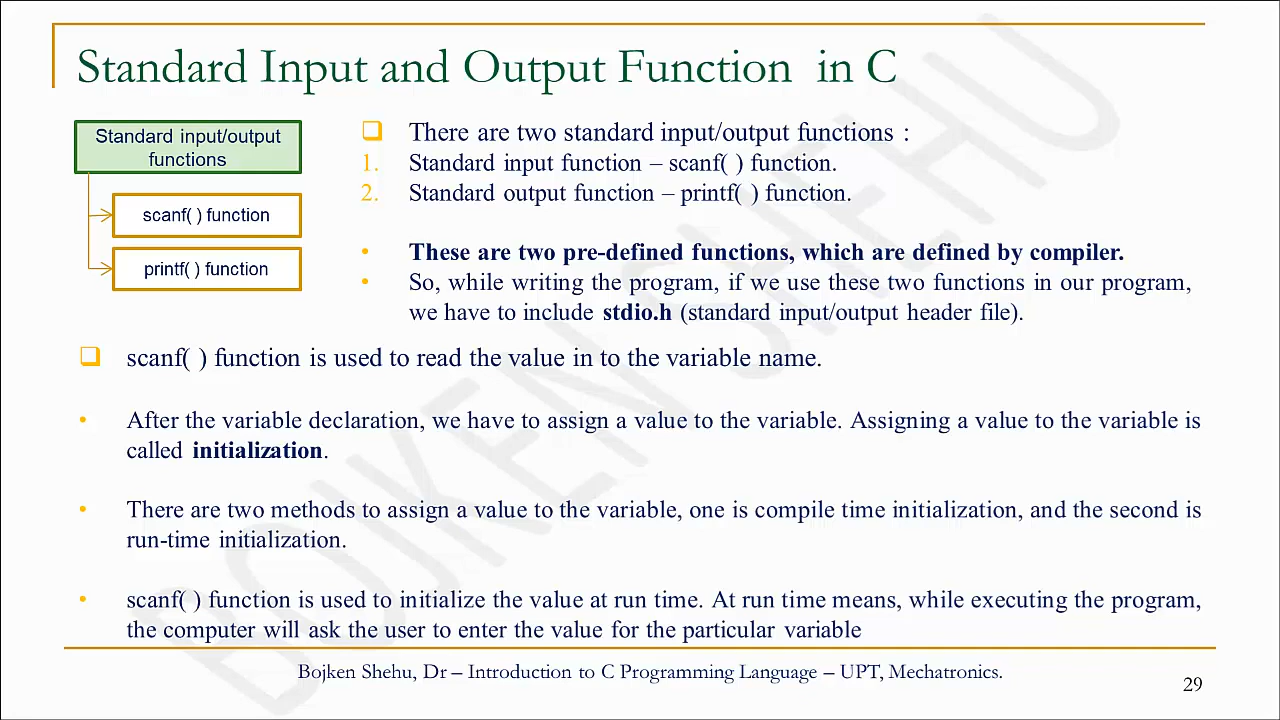 Standard Input and Output Function in C
Standard input/output
functions
scanf( ) function
printf( ) function
❑ There are two standard input/output functions :
1. Standard input function – scanf( ) function.
2. Standard output function – printf( ) function.
• These are two pre-defined functions, which are defined by compiler.
• So, while writing the program, if we use these two functions in our program,
we have to include stdio.h (standard input/output header file).
❑ scanf( ) function is used to read the value in to the variable name.
• After the variable declaration, we have to assign a value to the variable. Assigning a value to the variable is
called initialization.
• There are two methods to assign a value to the variable, one is compile time initialization, and the second is
run-time initialization.
• scanf( ) function is used to initialize the value at run time. At run time means, while executing the program,
the computer will ask the user to enter the value for the particular variable
Bojken Shehu, Dr – Introduction to C Programming Language – UPT, Mechatronics.
29
BOJKEN SHEHU